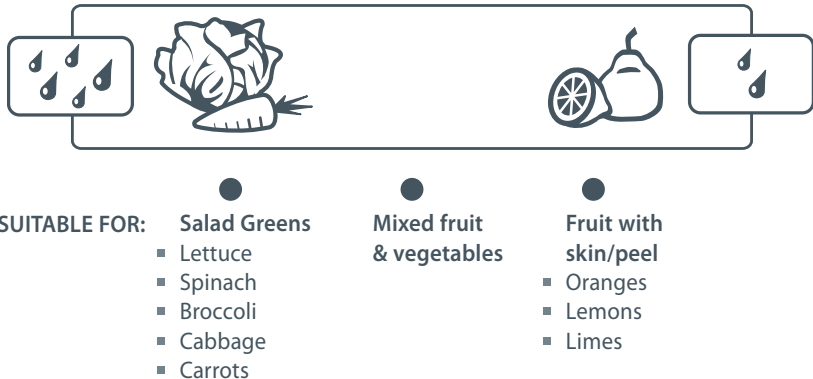 SUITABLE FOR:
Salad Greens
Lettuce
Spinach
Broccoli
Cabbage
Carrots
Mixed fruit
& vegetables
Fruit with
skin/peel
Oranges
Lemons
Limes